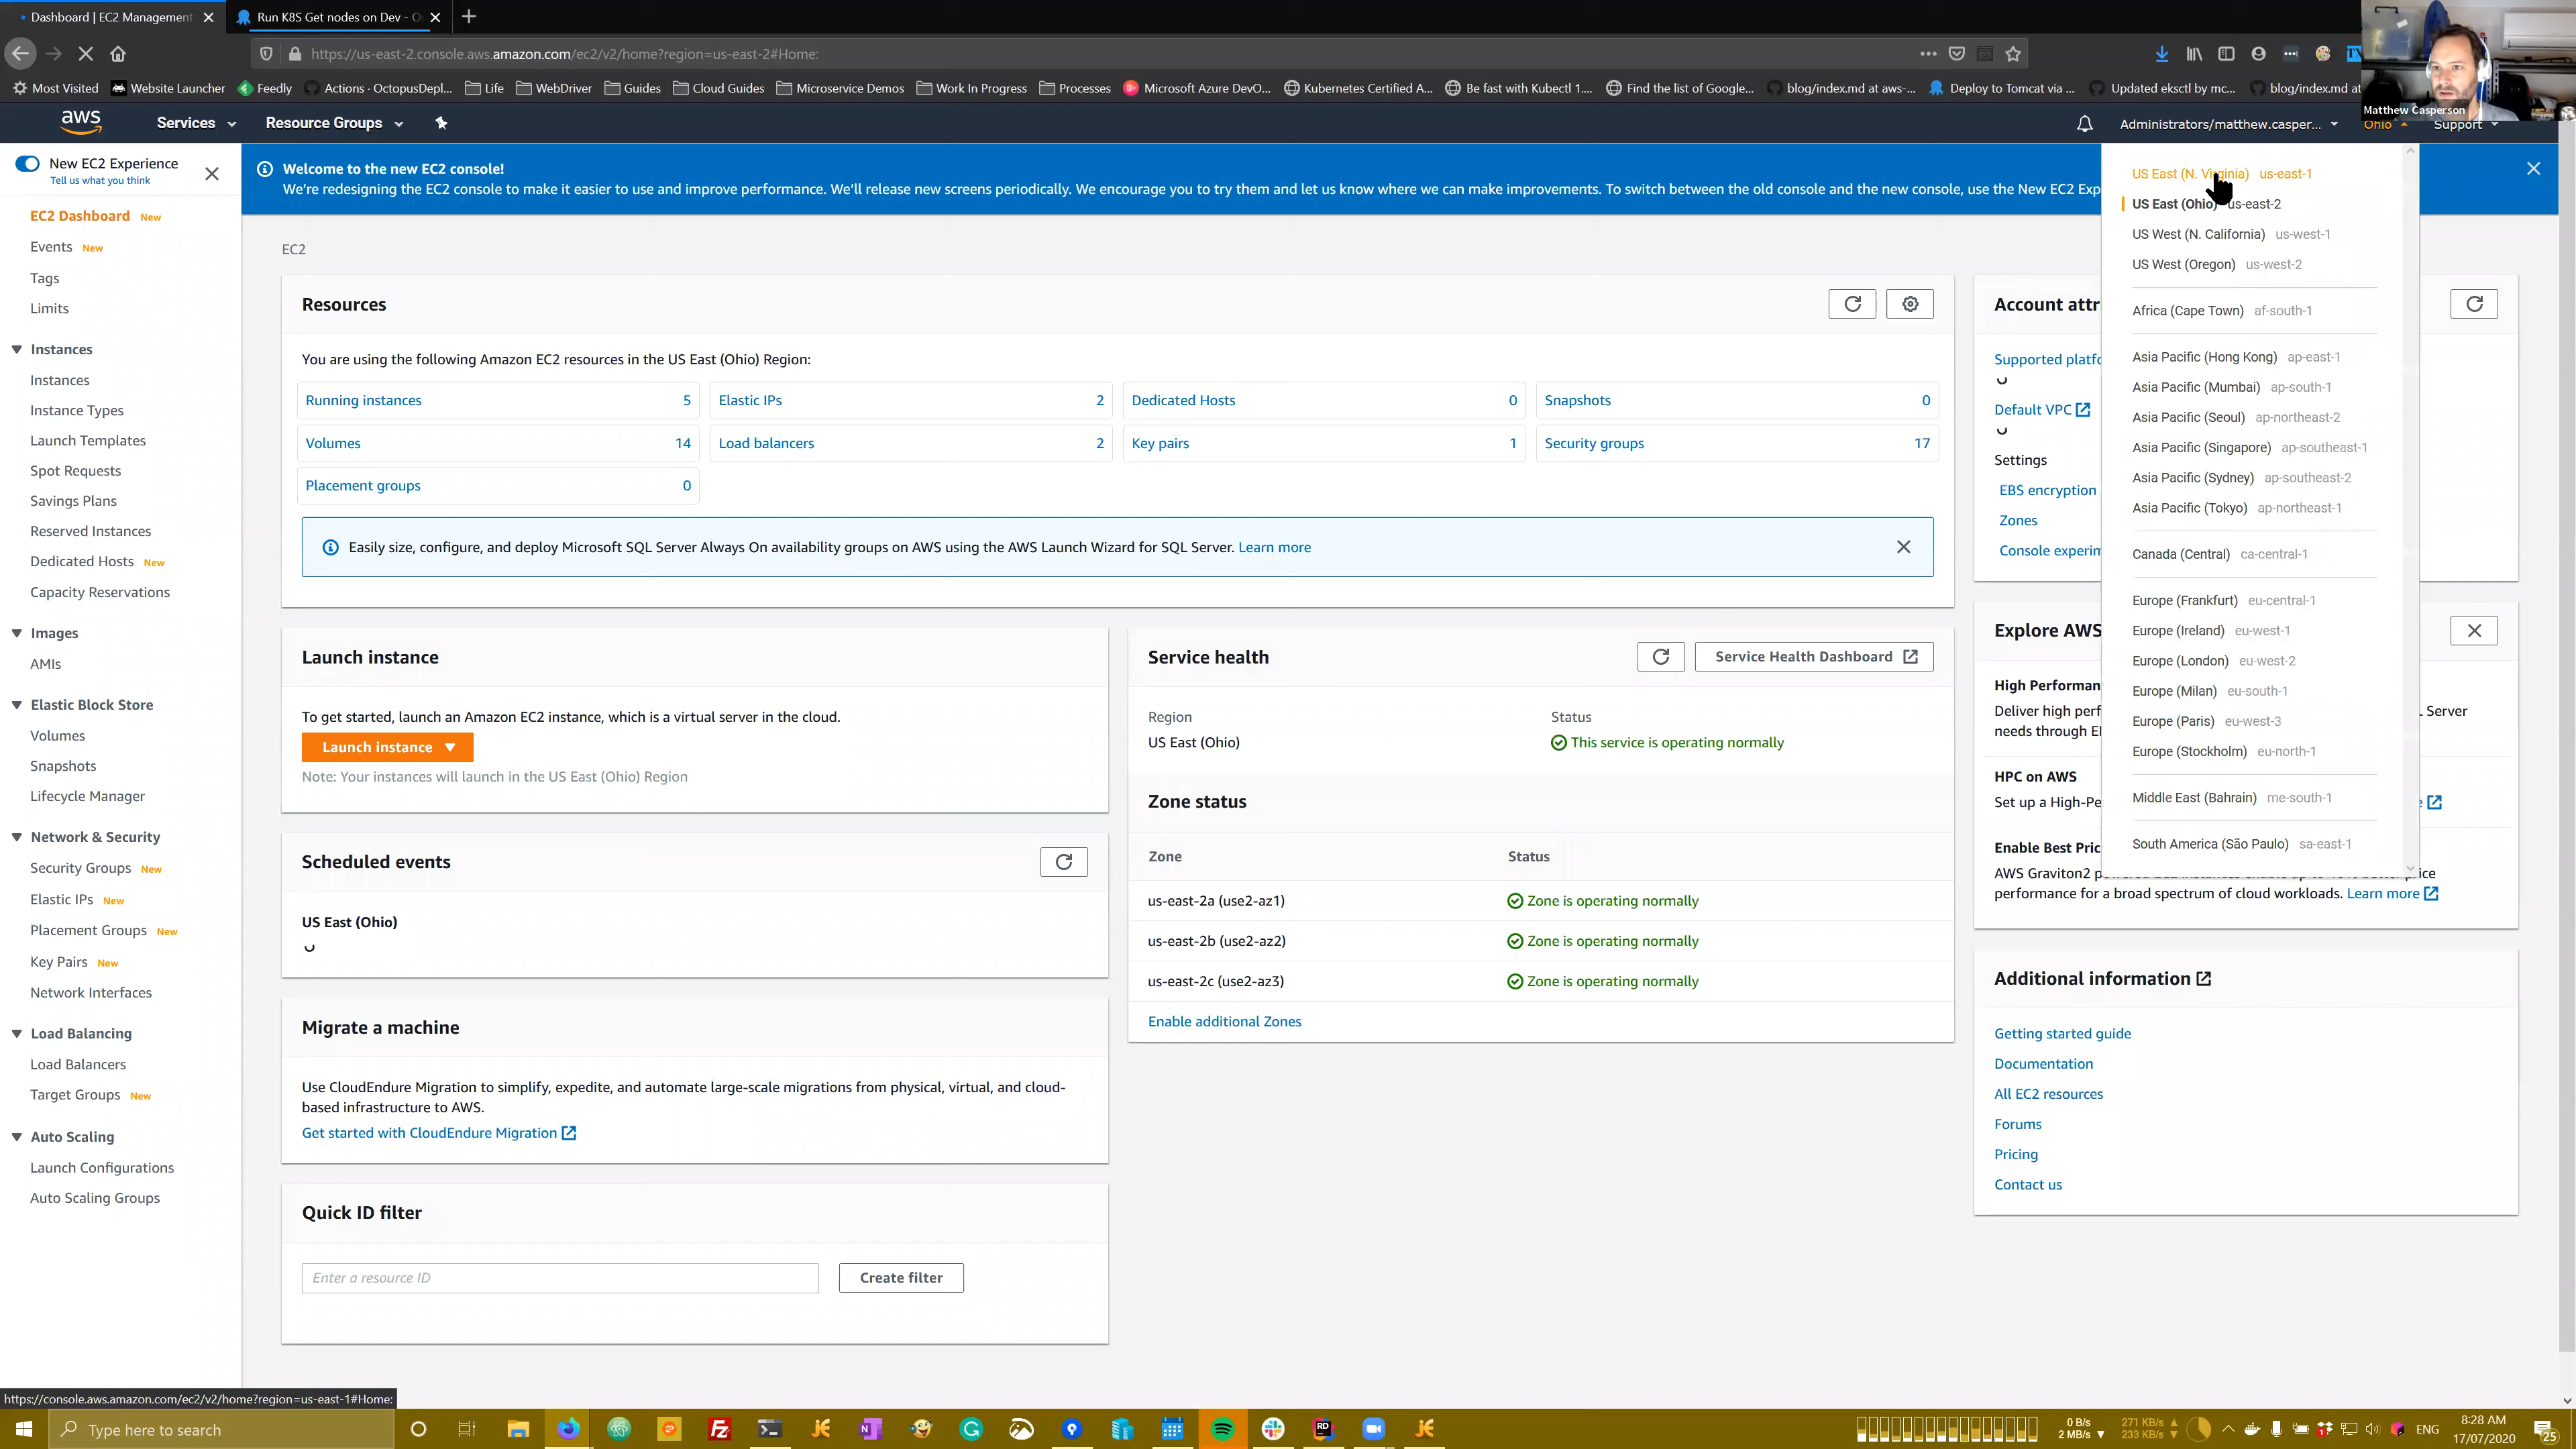 Dashboard | EC2 Management
Run K8S Get nodes on Dev - O
https://us-east-2.console.aws.amazon.com/ec2/v2/home?region=us-east-2#Home:
Most Visited
Website Launcher
Feedly
Actions · OctopusDepl...
Life
WebDriver
Guides
Cloud Guides
Microservice Demos
Work In Progress
Processes
Microsoft Azure DevO...
Kubernetes Certified A...
Be fast with Kubectl 1....
Find the list of Google...
blog/index.md at aws-...
Deploy to Tomcat via ...
Updated eksctl by mc...
blog/index.md at
Matthew Casperson
aws
Services
Resource Groups
Administrators/matthew.casper...
Ohio
Support
New EC2 Experience
Tell us what you think
EC2 Dashboard New
Events New
Tags
Limits
Instances
Instances
Instance Types
Launch Templates
Spot Requests
Savings Plans
Reserved Instances
Dedicated Hosts New
Capacity Reservations
Images
AMIs
Elastic Block Store
Volumes
Snapshots
Lifecycle Manager
Network & Security
Security Groups New
Elastic IPs New
Placement Groups New
Key Pairs New
Network Interfaces
Load Balancing
Load Balancers
Target Groups New
Auto Scaling
Launch Configurations
Auto Scaling Groups
Welcome to the new EC2 console!
We're redesigning the EC2 console to make it easier to use and improve performance. We'll release new screens periodically. We encourage you to try them and let us know where we can make improvements. To switch between the old console and the new console, use the New EC2 Exp
EC2
Resources
You are using the following Amazon EC2 resources in the US East (Ohio) Region:
Running instances 5
Elastic IPs 2
Dedicated Hosts 0
Snapshots 0
Volumes 14
Load balancers 2
Key pairs 1
Security groups 17
Placement groups 0
Easily size, configure, and deploy Microsoft SQL Server Always On availability groups on AWS using the AWS Launch Wizard for SQL Server. Learn more
Launch instance
To get started, launch an Amazon EC2 instance, which is a virtual server in the cloud.
Launch instance
Note: Your instances will launch in the US East (Ohio) Region
Scheduled events
US East (Ohio)
Migrate a machine
Use CloudEndure Migration to simplify, expedite, and automate large-scale migrations from physical, virtual, and cloud-
based infrastructure to AWS.
Get started with CloudEndure Migration
Quick ID filter
Enter a resource ID
Create filter
Service health
Service Health Dashboard
Region
Status
US East (Ohio)
This service is operating normally
Zone status
Zone
Status
us-east-2a (use2-az1)
Zone is operating normally
us-east-2b (use2-az2)
Zone is operating normally
us-east-2c (use2-az3)
Zone is operating normally
Enable additional Zones
Account attr
Supported platfo
Default VPC
Settings
EBS encryption
Zones
Console experim
Explore AWS
High Performan
Deliver high perf
L Server
needs through E
HPC on AWS
Set up a High-Pe
Enable Best Pric
AWS Graviton2 p
price
performance for a broad spectrum of cloud workloads. Learn more
Additional information
Getting started guide
Documentation
All EC2 resources
Forums
Pricing
Contact us
US East (N. Virginia) us-east-1
US East (Ohio) us-east-2
US West (N. California) us-west-1
US West (Oregon) us-west-2
Africa (Cape Town) af-south-1
Asia Pacific (Hong Kong) ap-east-1
Asia Pacific (Mumbai) ap-south-1
Asia Pacific (Seoul) ap-northeast-2
Asia Pacific (Singapore) ap-southeast-1
Asia Pacific (Sydney) ap-southeast-2
Asia Pacific (Tokyo) ap-northeast-1
Canada (Central) ca-central-1
Europe (Frankfurt) eu-central-1
Europe (Ireland) eu-west-1
Europe (London) eu-west-2
Europe (Milan) eu-south-1
Europe (Paris) eu-west-3
Europe (Stockholm) eu-north-1
Middle East (Bahrain) me-south-1
South America (São Paulo) sa-east-1
https://console.aws.amazon.com/ec2/v2/home?region=us-east-1#Home:
Type here to search
0 B/s
2 MB/s
271 KB/s
233 KB/s
ENG
8:28 AM
17/07/2020
25